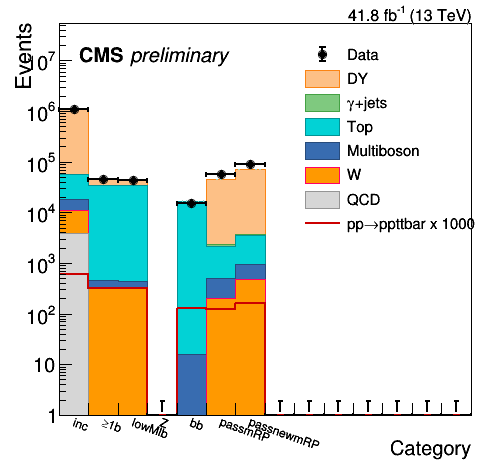 41.8 fb⁻¹ (13 TeV)
Events
CMS preliminary
Data
DY
γ+jets
Top
Multiboson
W
QCD
pp→ppttbar x 1000
10⁶
10⁵
10⁴
10³
10²
10
1
inc ≥1b lowMlb Z bb passmRP passnewmRP
Category